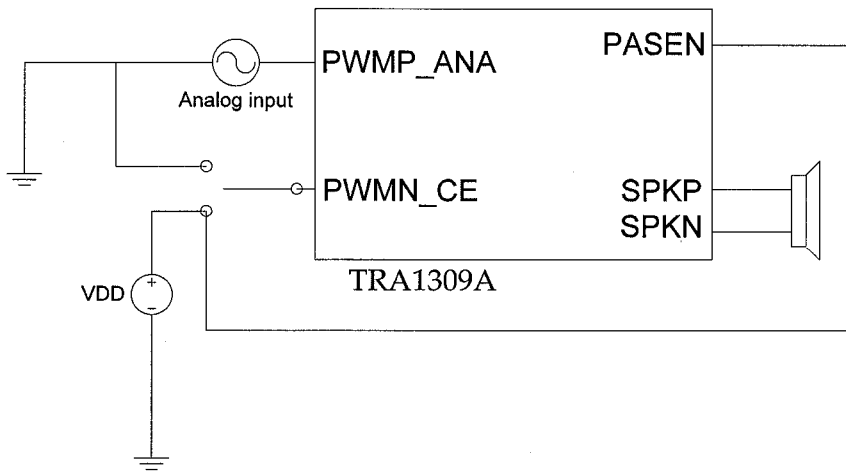 PASEN
PWMP_ANA
Analog input
PWMN_CE
SPKP
SPKN
TRA1309A
VDD
+
−